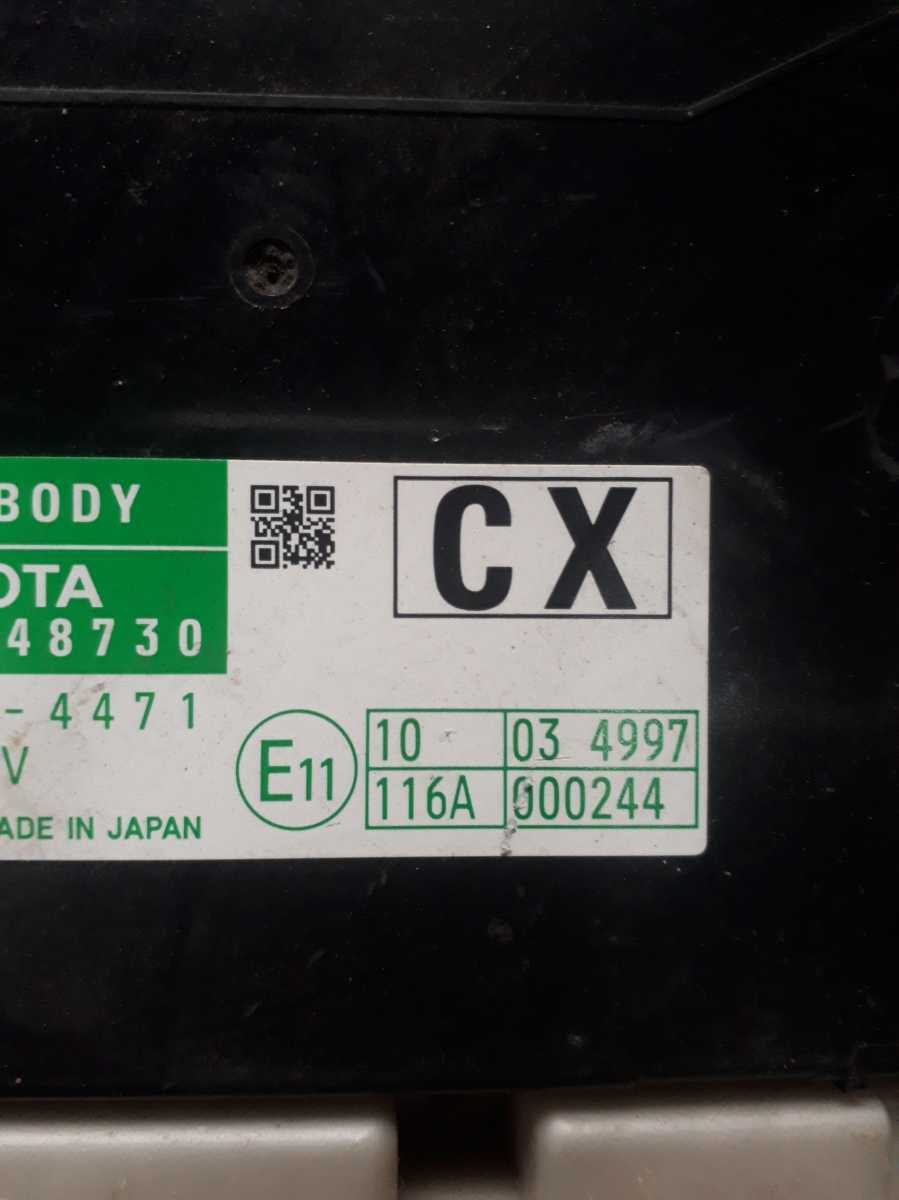 BODY
OTA
48730
-4471
V
ADE IN JAPAN
CX
E11
10 03 4997
116A 000244